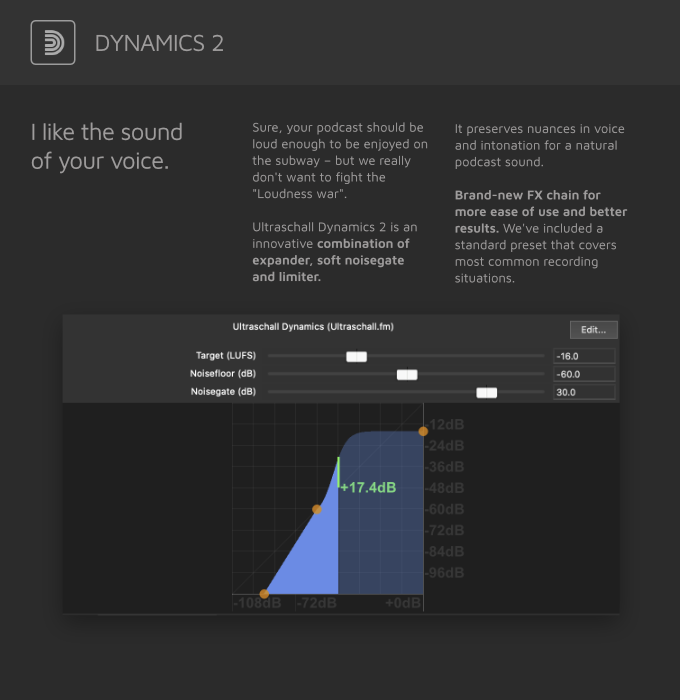 DYNAMICS 2
I like the sound
of your voice.
Sure, your podcast should be
loud enough to be enjoyed on
the subway – but we really
don't want to fight the
"Loudness war".
Ultraschall Dynamics 2 is an
innovative combination of
expander, soft noisegate
and limiter.
It preserves nuances in voice
and intonation for a natural
podcast sound.
Brand-new FX chain for
more ease of use and better
results. We've included a
standard preset that covers
most common recording
situations.
Ultraschall Dynamics (Ultraschall.fm)
Edit...
Target (LUFS)
-16.0
Noisefloor (dB)
-60.0
Noisegate (dB)
30.0
-12dB
-24dB
-36dB
+17.4dB
-48dB
-60dB
-72dB
-84dB
-96dB
-108dB
-72dB
+0dB